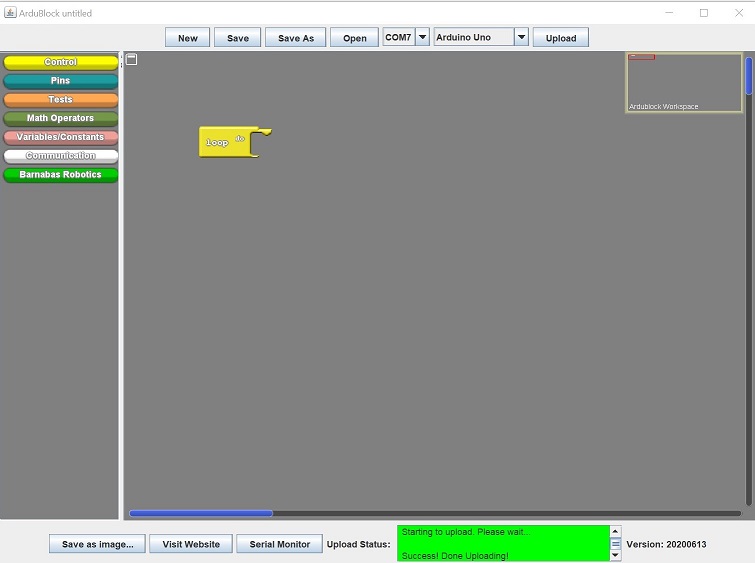 ArduBlock untitled
New Save Save As Open COM7 Arduino Uno Upload
Control
Pins
Tests
Math Operators
Variables/Constants
Communication
Barnabas Robotics
Loop do
Ardublock Workspace
Save as image... Visit Website Serial Monitor Upload Status:
Starting to upload. Please wait...
Success! Done Uploading!
Version: 20200613